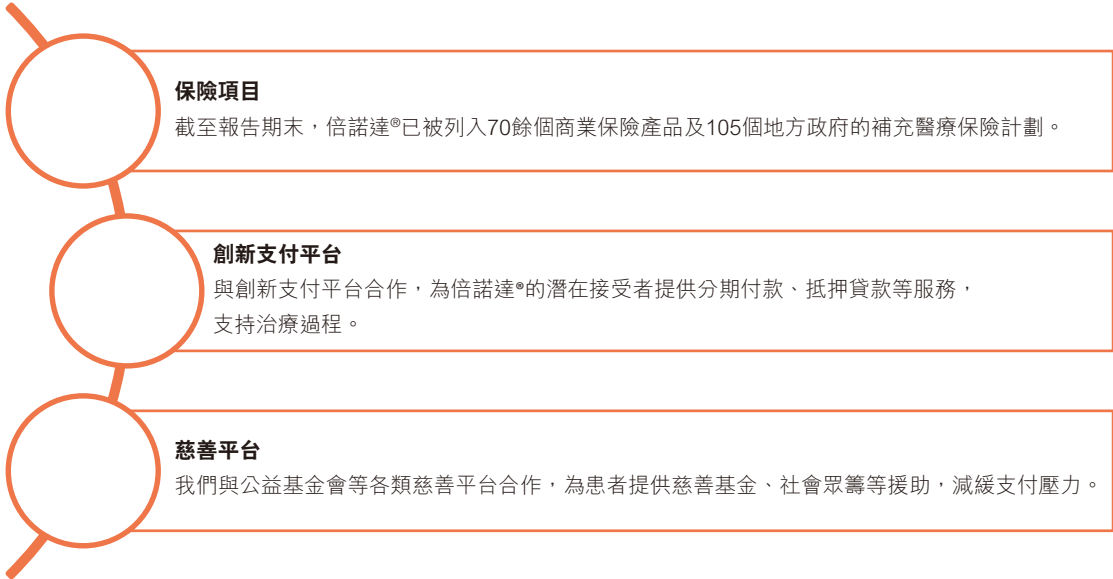 保險項目
截至報告期末，倍諾達®已被列入70餘個商業保險產品及105個地方政府的補充醫療保險計劃。
創新支付平台
與創新支付平台合作，為倍諾達®的潛在接受者提供分期付款、抵押貸款等服務，
支持治療過程。
慈善平台
我們與公益基金會等各類慈善平台合作，為患者提供慈善基金、社會眾籌等援助，減緩支付壓力。